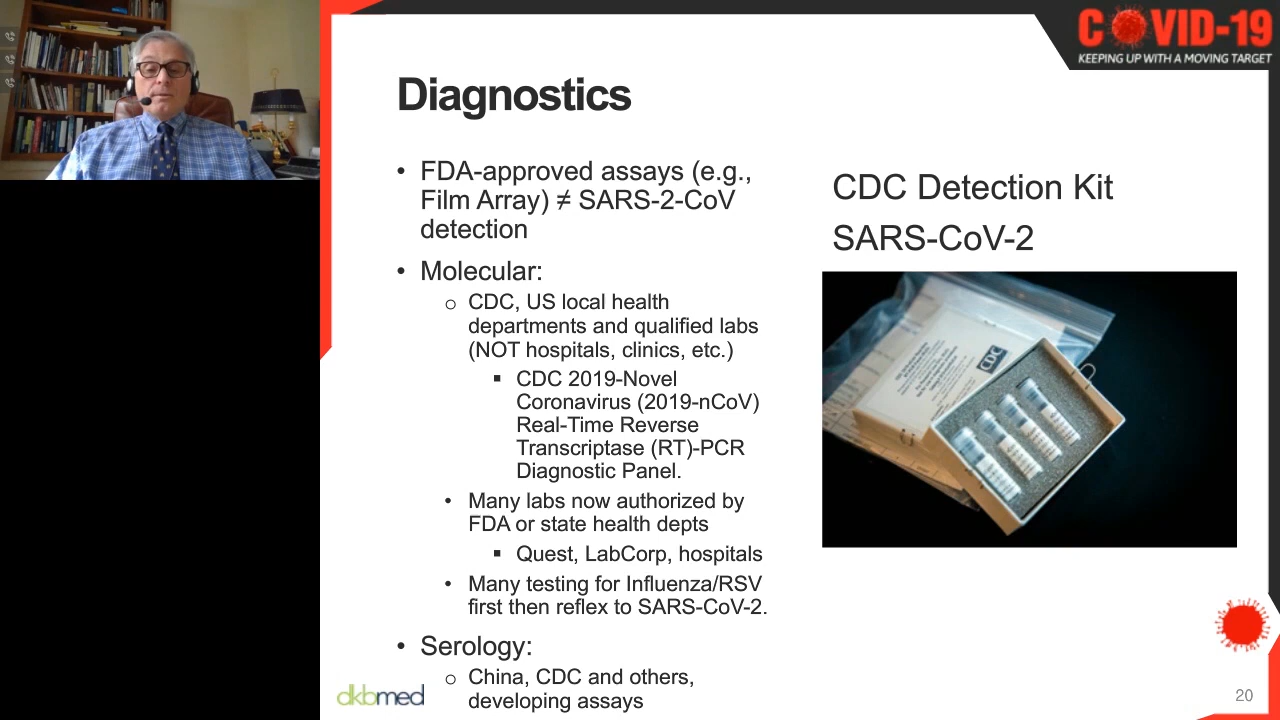 COVID-19
KEEPING UP WITH A MOVING TARGET
Diagnostics
• FDA-approved assays (e.g.,
Film Array) ≠ SARS-2-CoV
detection
• Molecular:
o CDC, US local health
departments and qualified labs
(NOT hospitals, clinics, etc.)
▪ CDC 2019-Novel
Coronavirus (2019-nCoV)
Real-Time Reverse
Transcriptase (RT)-PCR
Diagnostic Panel.
• Many labs now authorized by
FDA or state health depts
▪ Quest, LabCorp, hospitals
• Many testing for Influenza/RSV
first then reflex to SARS-CoV-2.
• Serology:
o China, CDC and others,
developing assays
CDC Detection Kit
SARS-CoV-2
CDC
dkbmed
20